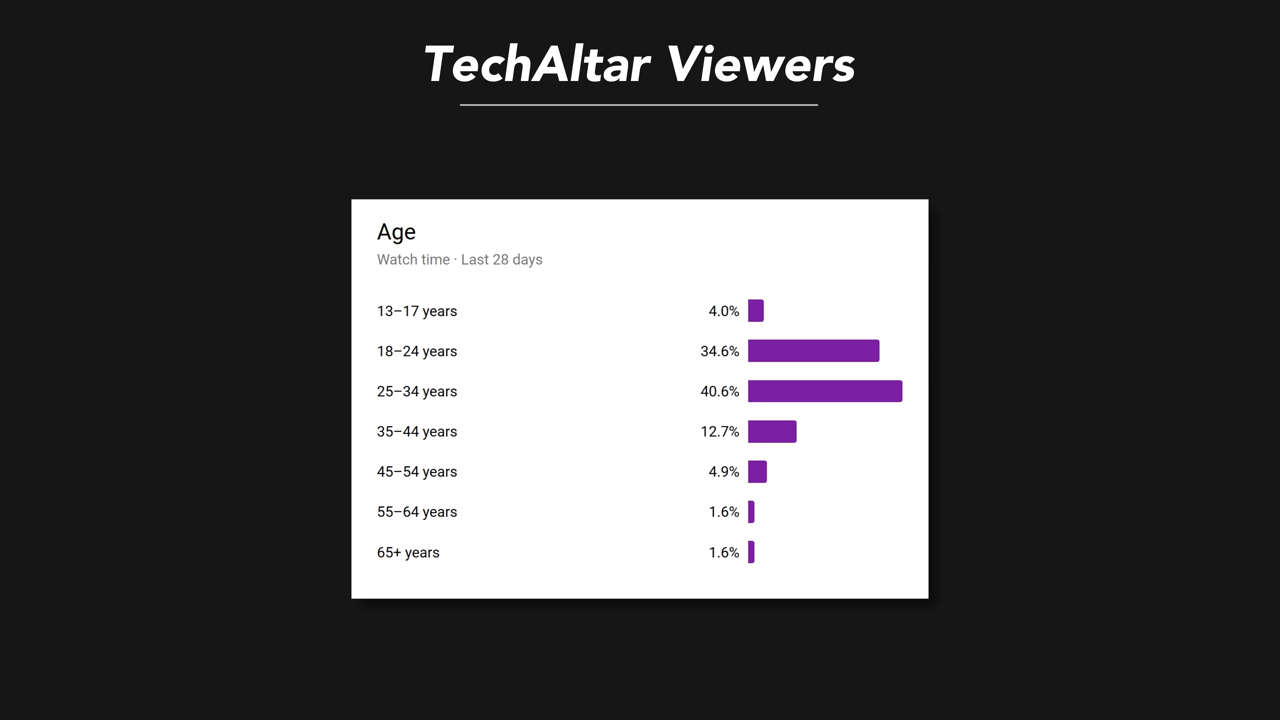 TechAltar Viewers
Age
Watch time · Last 28 days
13–17 years 4.0%
18–24 years 34.6%
25–34 years 40.6%
35–44 years 12.7%
45–54 years 4.9%
55–64 years 1.6%
65+ years 1.6%